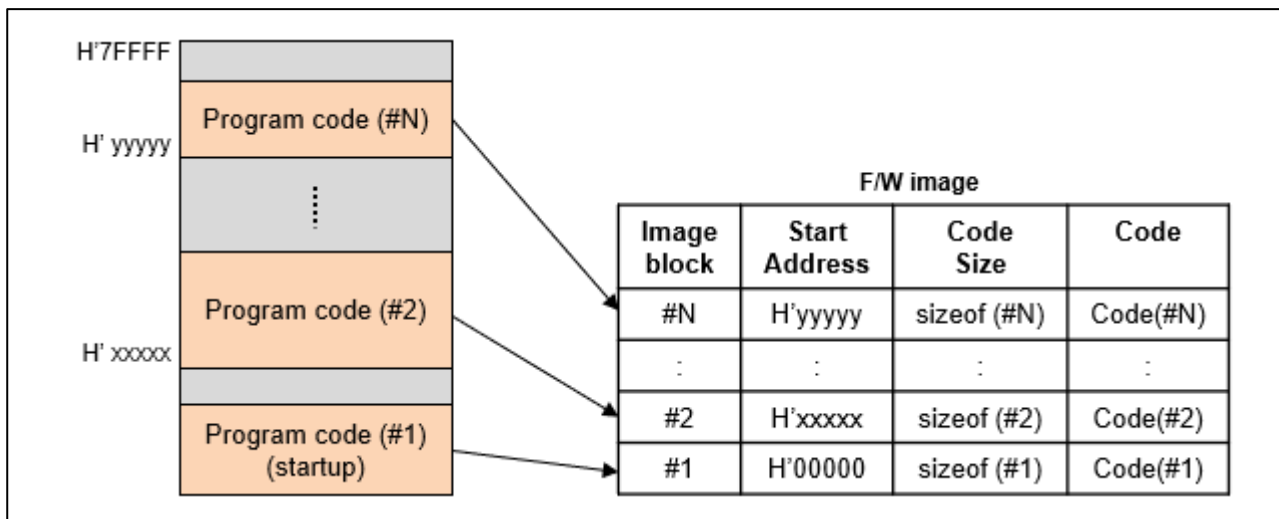 H'7FFFF
Program code (#N)
H' yyyyy
Program code (#2)
H' xxxxx
Program code (#1)
(startup)
F/W image
Image block
Start Address
Code Size
Code
#N
H'yyyyy
sizeof (#N)
Code(#N)
:
:
:
:
#2
H'xxxxx
sizeof (#2)
Code(#2)
#1
H'00000
sizeof (#1)
Code(#1)